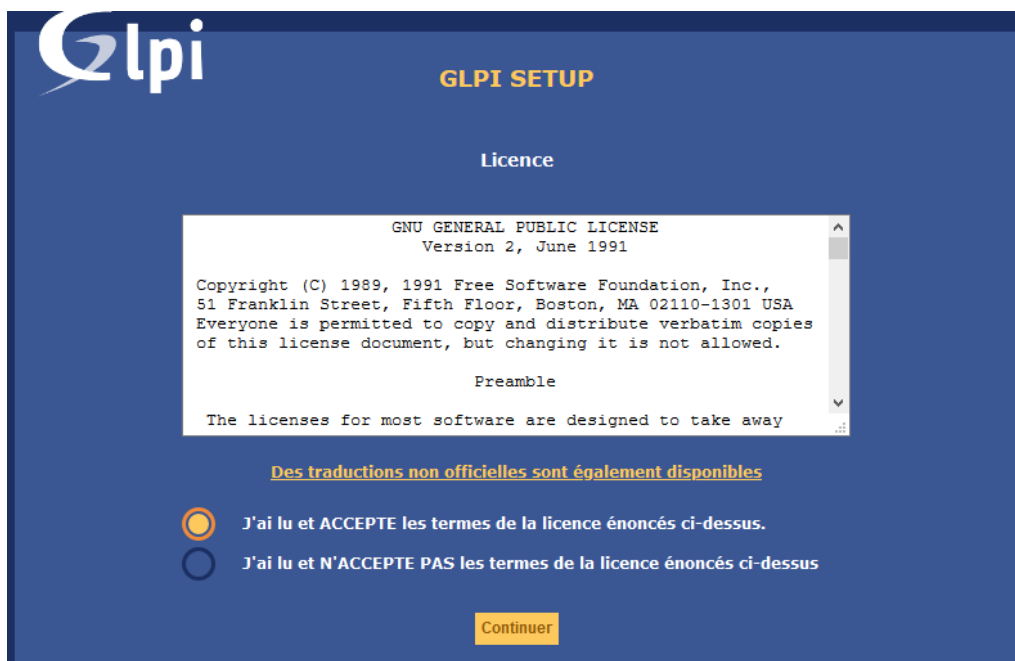 Glpi
GLPI SETUP
Licence
GNU GENERAL PUBLIC LICENSE
Version 2, June 1991
Copyright (C) 1989, 1991 Free Software Foundation, Inc.,
51 Franklin Street, Fifth Floor, Boston, MA 02110-1301 USA
Everyone is permitted to copy and distribute verbatim copies
of this license document, but changing it is not allowed.
Preamble
The licenses for most software are designed to take away
Des traductions non officielles sont également disponibles
J'ai lu et ACCEPTE les termes de la licence énoncés ci-dessus.
J'ai lu et N'ACCEPTE PAS les termes de la licence énoncés ci-dessus
Continuer